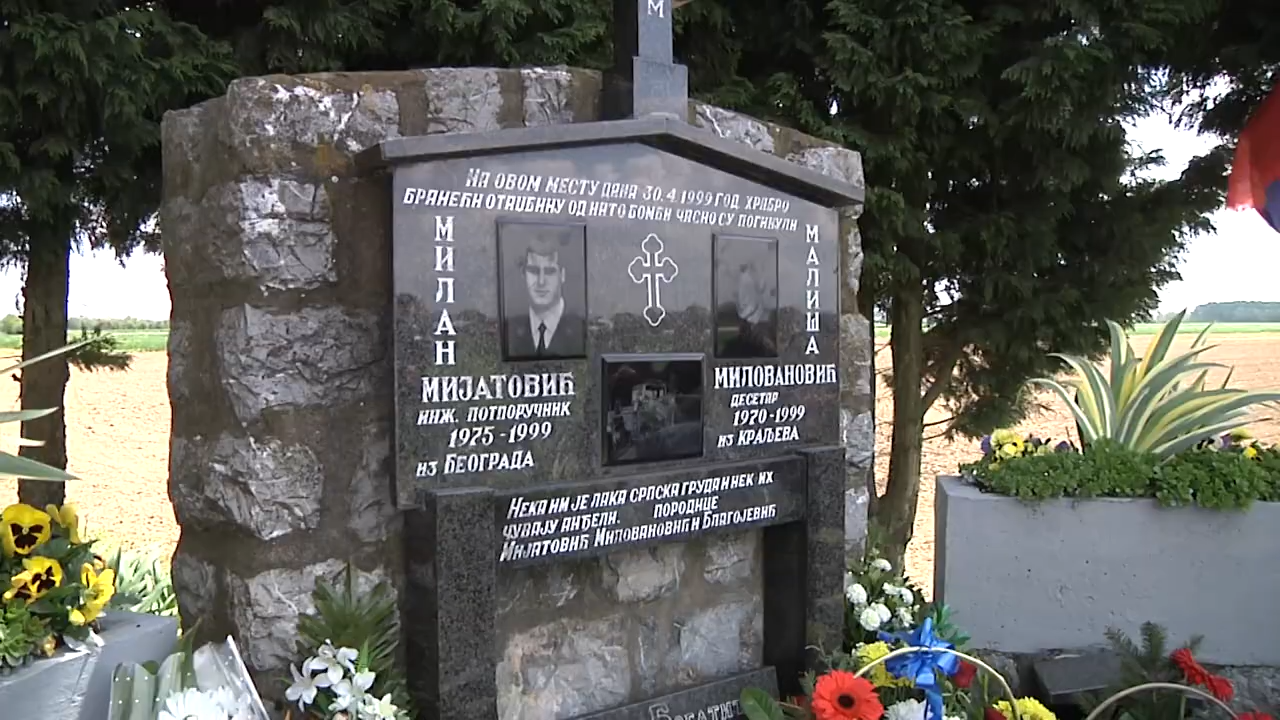 М
На овом месту дана 30.4.1999 год храбро
бранећи отаџбину од НАТО бомби часно су погинули
МИЛАН
МИЈАТОВИЋ
инж. потпоручник
1975-1999
из Београда
МАЛИША
МИЛОВАНОВИЋ
десетар
1970-1999
из Краљева
Нека ни је лака српска груда и нек их
чувају анђели. породице
Мијатовић Миловановић и Благојевић
Богатић